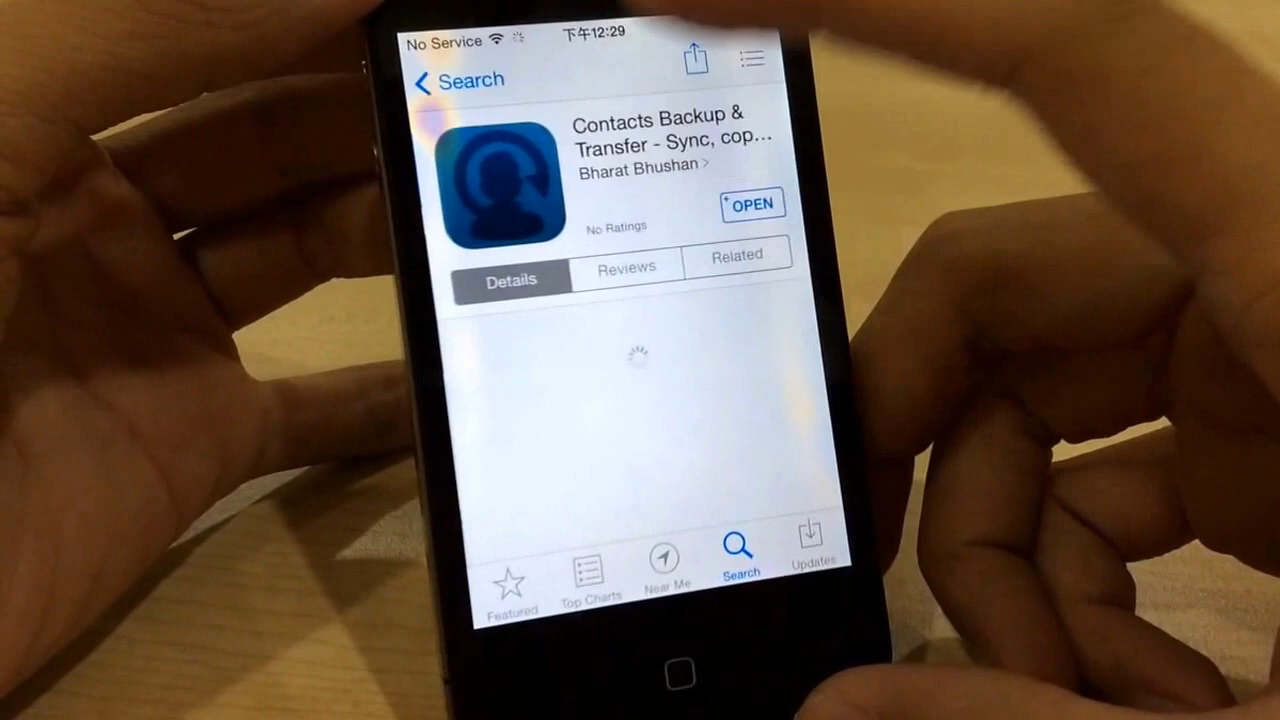 No Service 下午12:29
Search
Contacts Backup &
Transfer - Sync, cop...
Bharat Bhushan
+ OPEN
No Ratings
Details Reviews Related
Featured Top Charts Near Me Search Updates